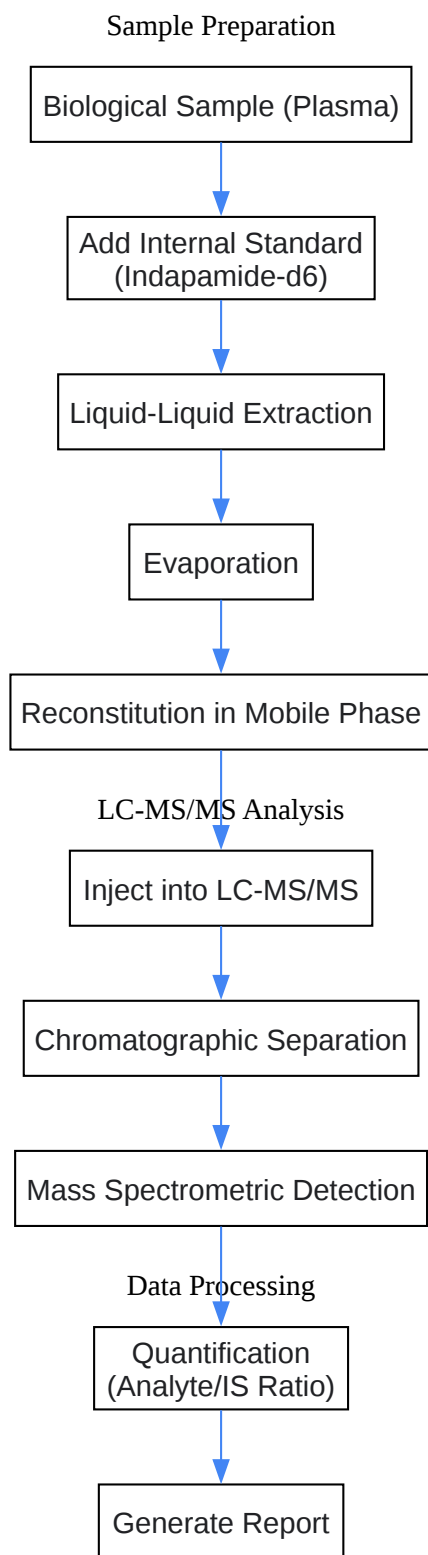 Sample Preparation
Biological Sample (Plasma)
Add Internal Standard
(Indapamide-d6)
Liquid-Liquid Extraction
Evaporation
Reconstitution in Mobile Phase
LC-MS/MS Analysis
Inject into LC-MS/MS
Chromatographic Separation
Mass Spectrometric Detection
Data Processing
Quantification
(Analyte/IS Ratio)
Generate Report